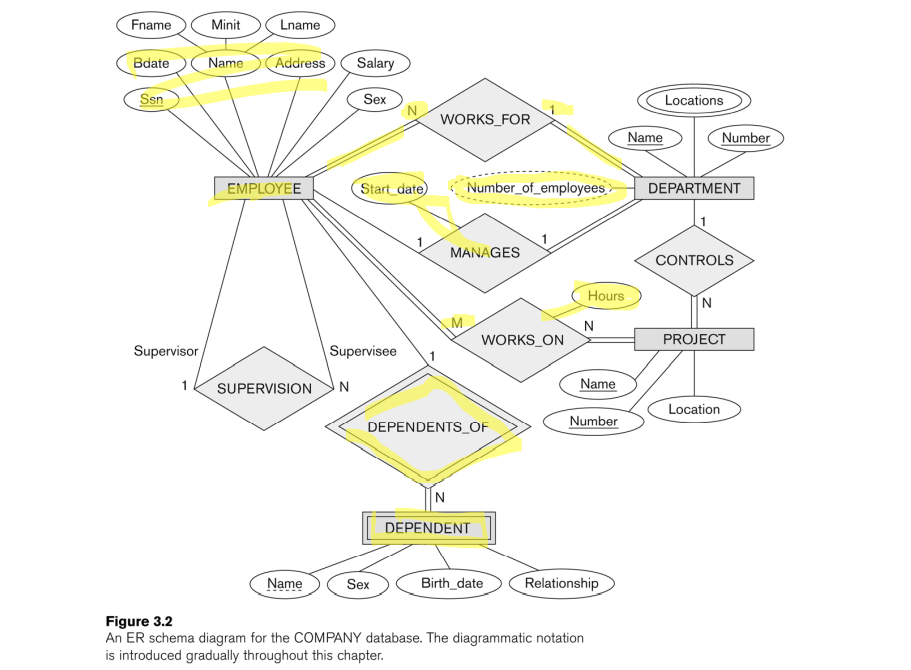 Fname Minit Lname
Bdate Name Address Salary
Ssn Sex
N WORKS_FOR 1
Locations
Name Number
EMPLOYEE
Start_date
Number_of_employees
DEPARTMENT
1 MANAGES 1
1
CONTROLS
N
Hours
M WORKS_ON N
PROJECT
Name
Number
Location
Supervisor Supervisee
1 SUPERVISION N
1
DEPENDENTS_OF
N
DEPENDENT
Name Sex Birth_date Relationship
Figure 3.2
An ER schema diagram for the COMPANY database. The diagrammatic notation
is introduced gradually throughout this chapter.